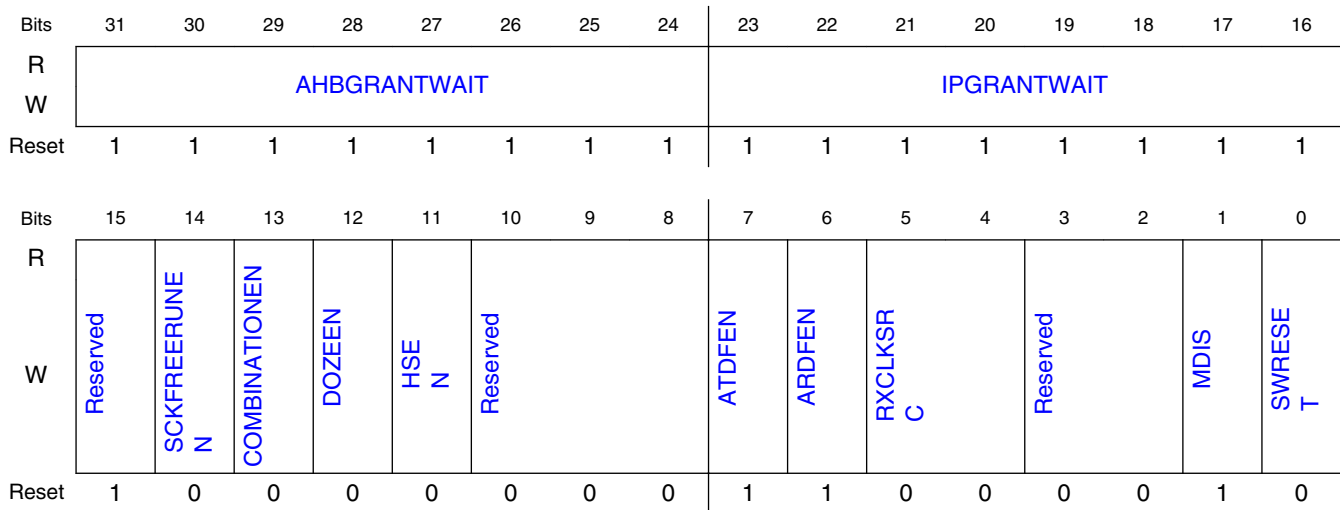 Bits 31 30 29 28 27 26 25 24 23 22 21 20 19 18 17 16
R
AHBGRANTWAIT IPGRANTWAIT
W
Reset 1 1 1 1 1 1 1 1 1 1 1 1 1 1 1 1
Bits 15 14 13 12 11 10 9 8 7 6 5 4 3 2 1 0
R
W
Reserved
SCKFREERUNE
N
COMBINATIONEN
DOZEEN
HSE
N
Reserved
ATDFEN
ARDFEN
RXCLKSR
C
Reserved
MDIS
SWRESE
T
Reset 1 0 0 0 0 0 0 0 1 1 0 0 0 0 1 0